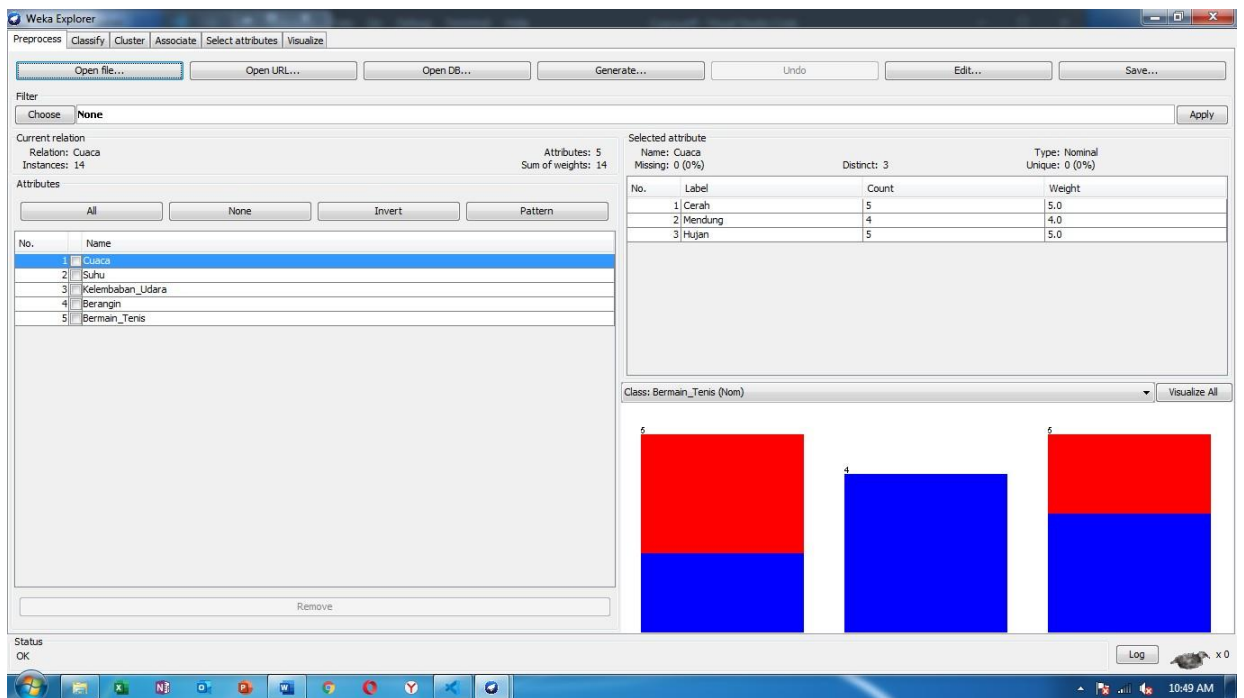 Weka Explorer
Preprocess Classify Cluster Associate Select attributes Visualize
Open file... Open URL... Open DB... Generate... Undo Edit... Save...
Filter
Choose None Apply
Current relation
Relation: Cuaca Attributes: 5
Instances: 14 Sum of weights: 14
Attributes
All None Invert Pattern
No. Name
1 Cuaca
2 Suhu
3 Kelembaban_Udara
4 Berangin
5 Bermain_Tenis
Remove
Selected attribute
Name: Cuaca Type: Nominal
Missing: 0 (0%) Distinct: 3 Unique: 0 (0%)
No. Label Count Weight
1 Cerah 5 5.0
2 Mendung 4 4.0
3 Hujan 5 5.0
Class: Bermain_Tenis (Nom) Visualize All
5 4 5
Status
OK
Log x 0
10:49 AM